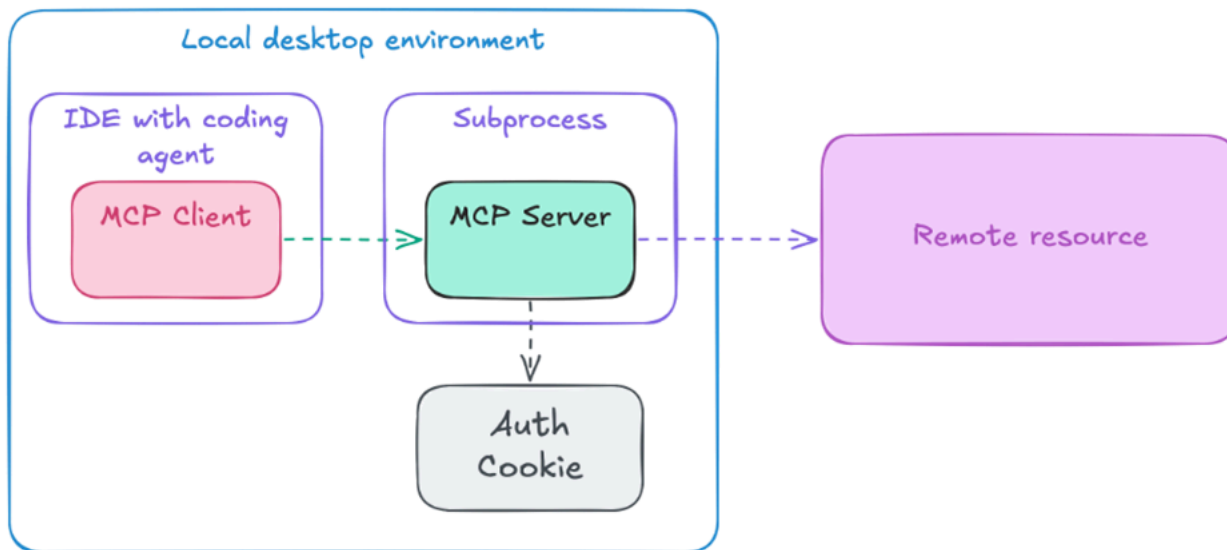 Local desktop environment
IDE with coding
agent
MCP Client
Subprocess
MCP Server
Remote resource
Auth
Cookie